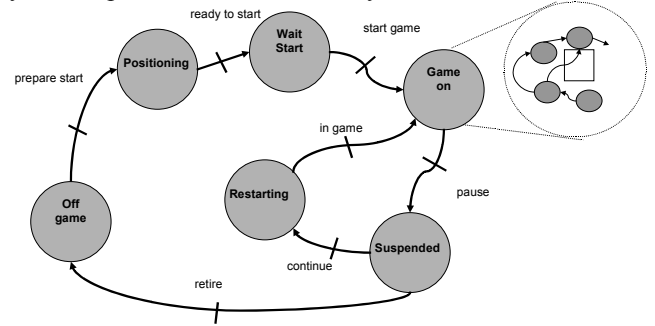 ready to start
Wait
Start
start game
Positioning
Game
on
prepare start
in game
Restarting
pause
Off
game
Suspended
continue
retire